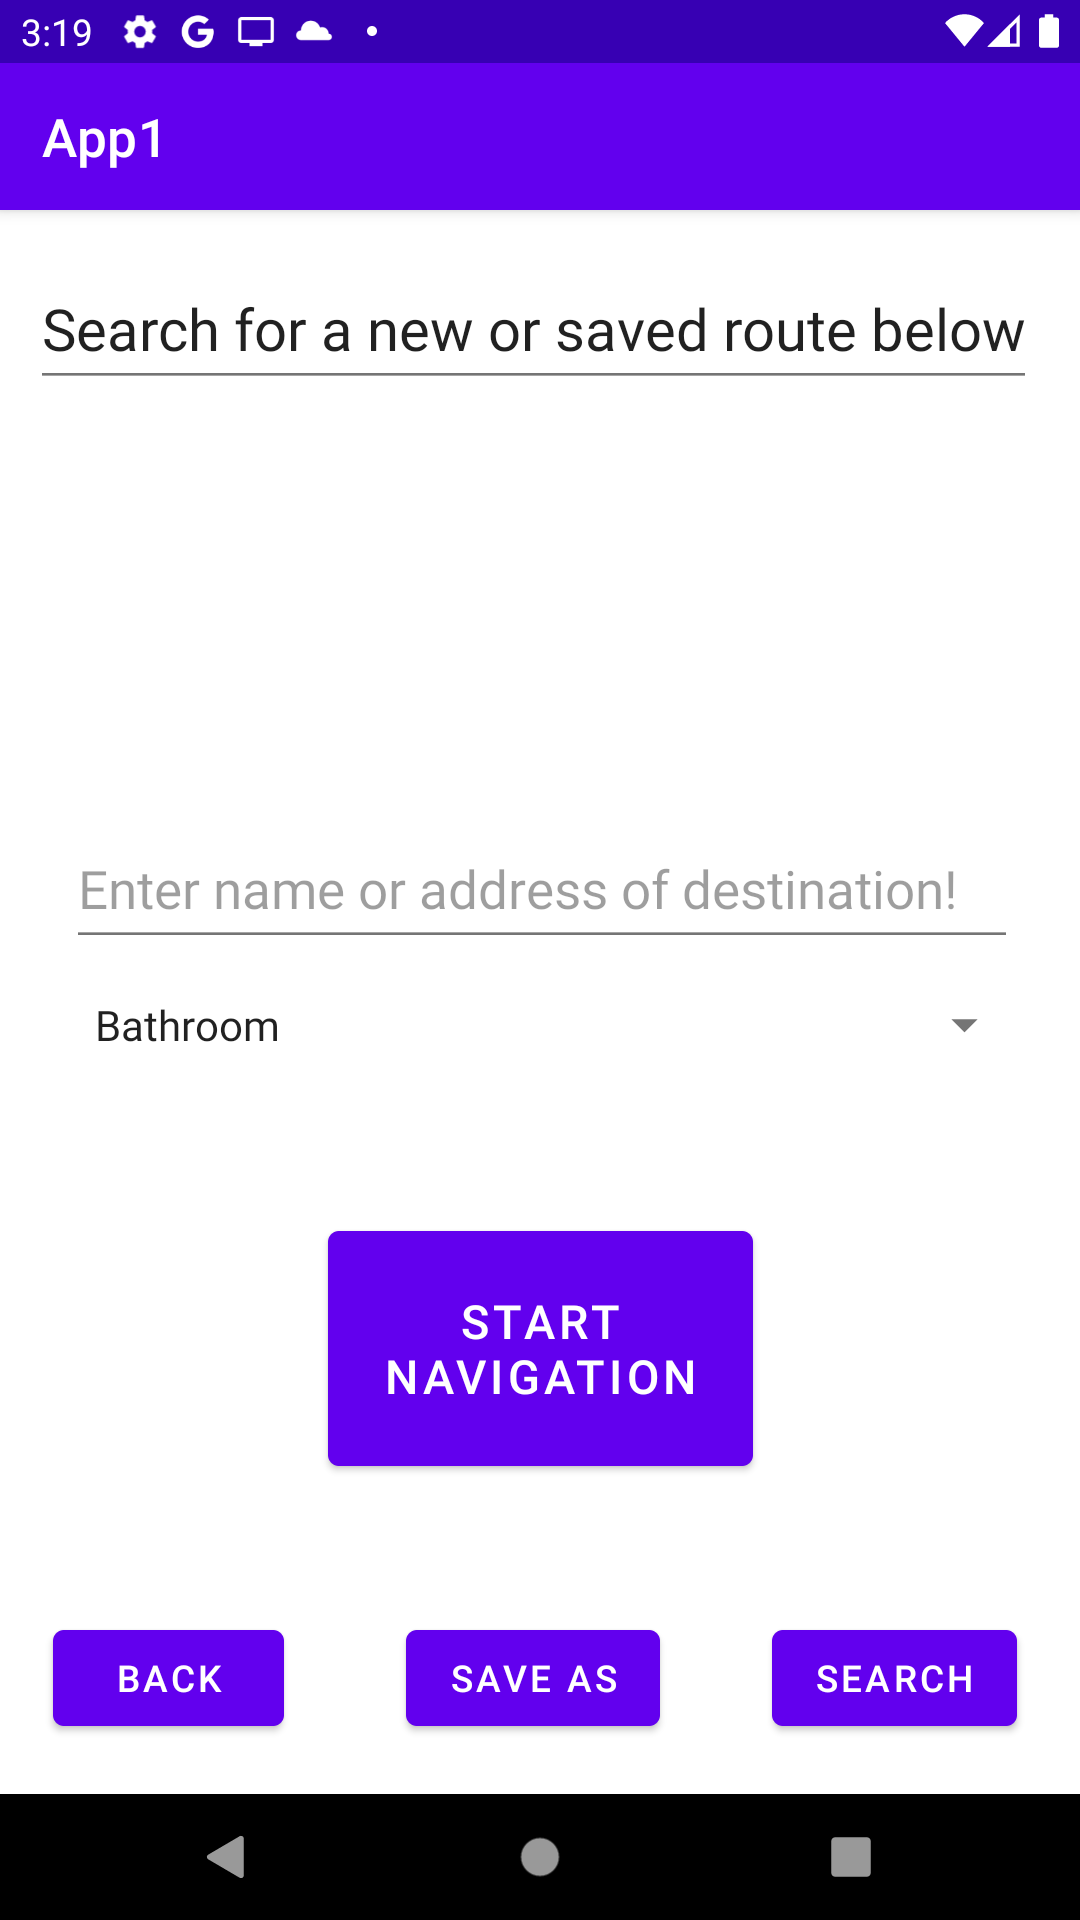 3:19
App1
Search for a new or saved route below
Enter name or address of destination!
Bathroom
START
NAVIGATION
BACK
SAVE AS
SEARCH